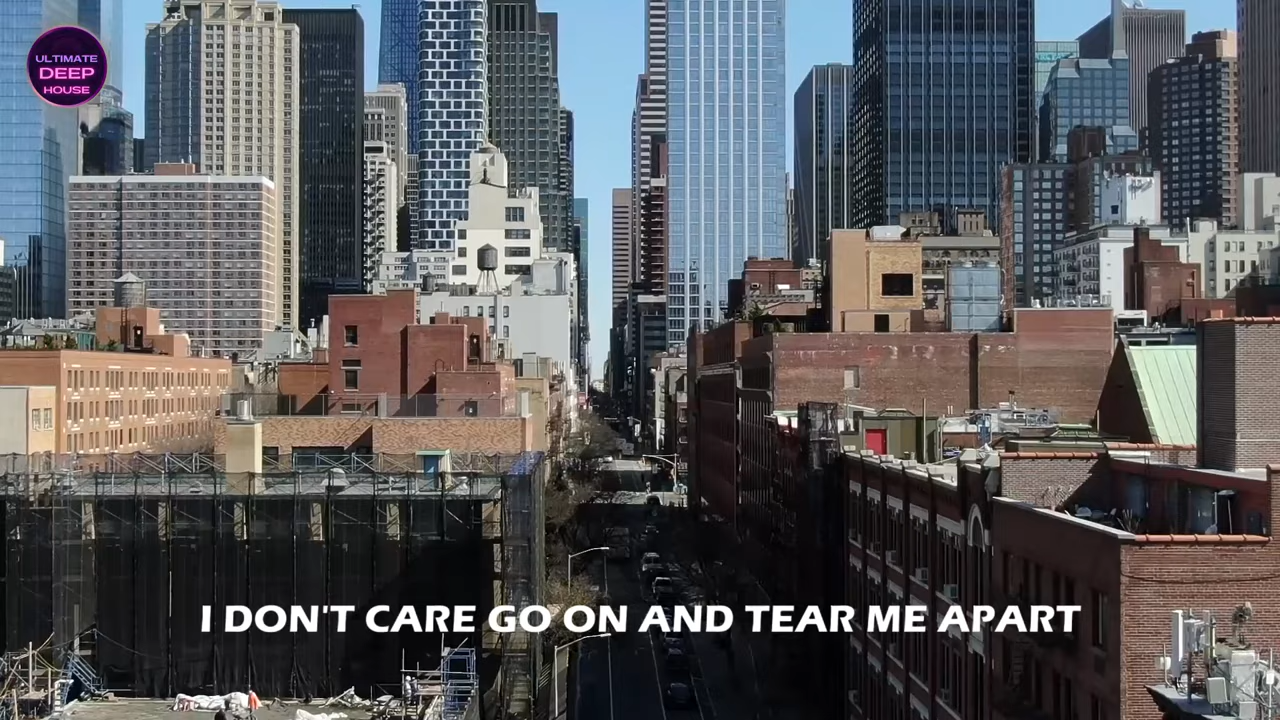 ULTIMATE
DEEP
HOUSE
I DON'T CARE GO ON AND TEAR ME APART